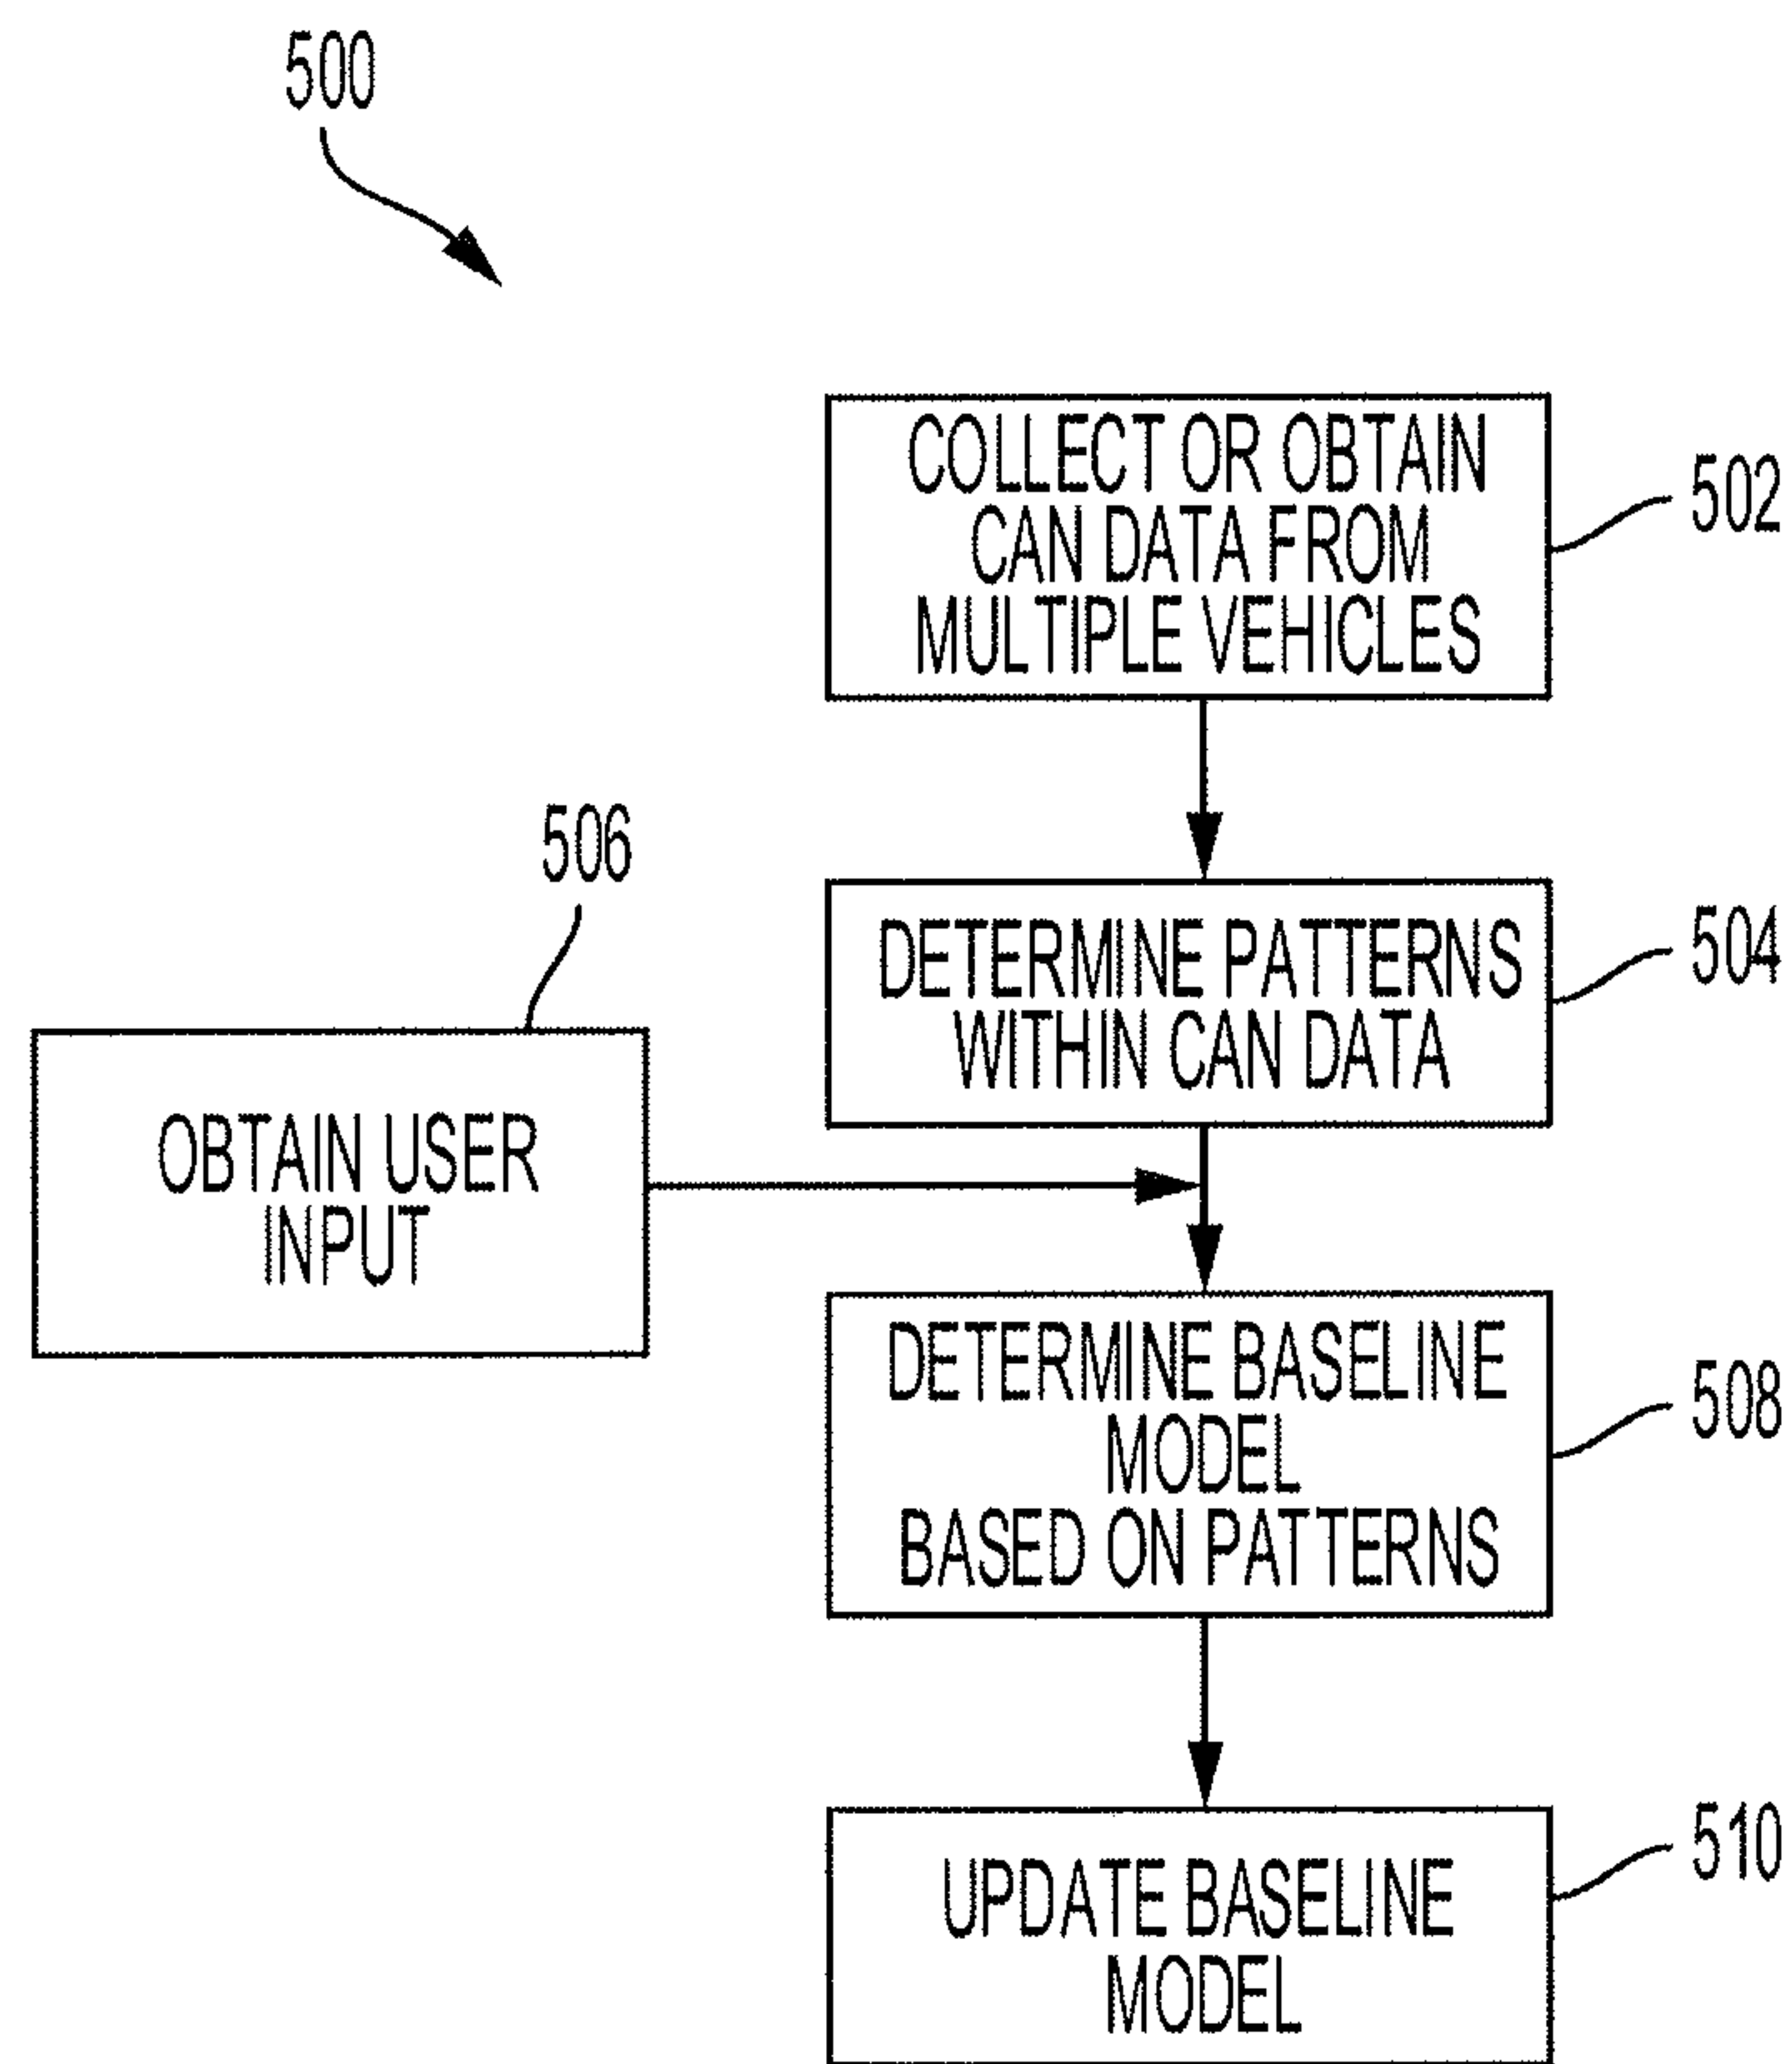 500
COLLECT OR OBTAIN
CAN DATA FROM
MULTIPLE VEHICLES
502
DETERMINE PATTERNS
WITHIN CAN DATA
504
506
OBTAIN USER
INPUT
DETERMINE BASELINE
MODEL
BASED ON PATTERNS
508
UPDATE BASELINE
MODEL
510